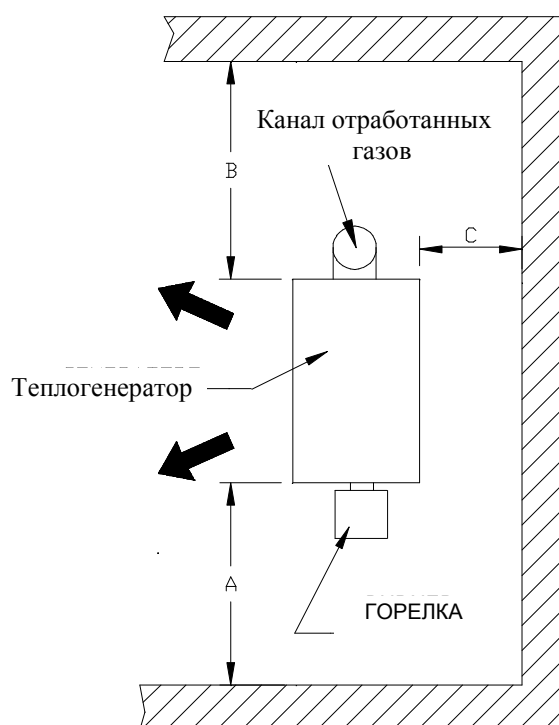 Канал отработанных
газов
B
C
Теплогенератор
A
ГОРЕЛКА